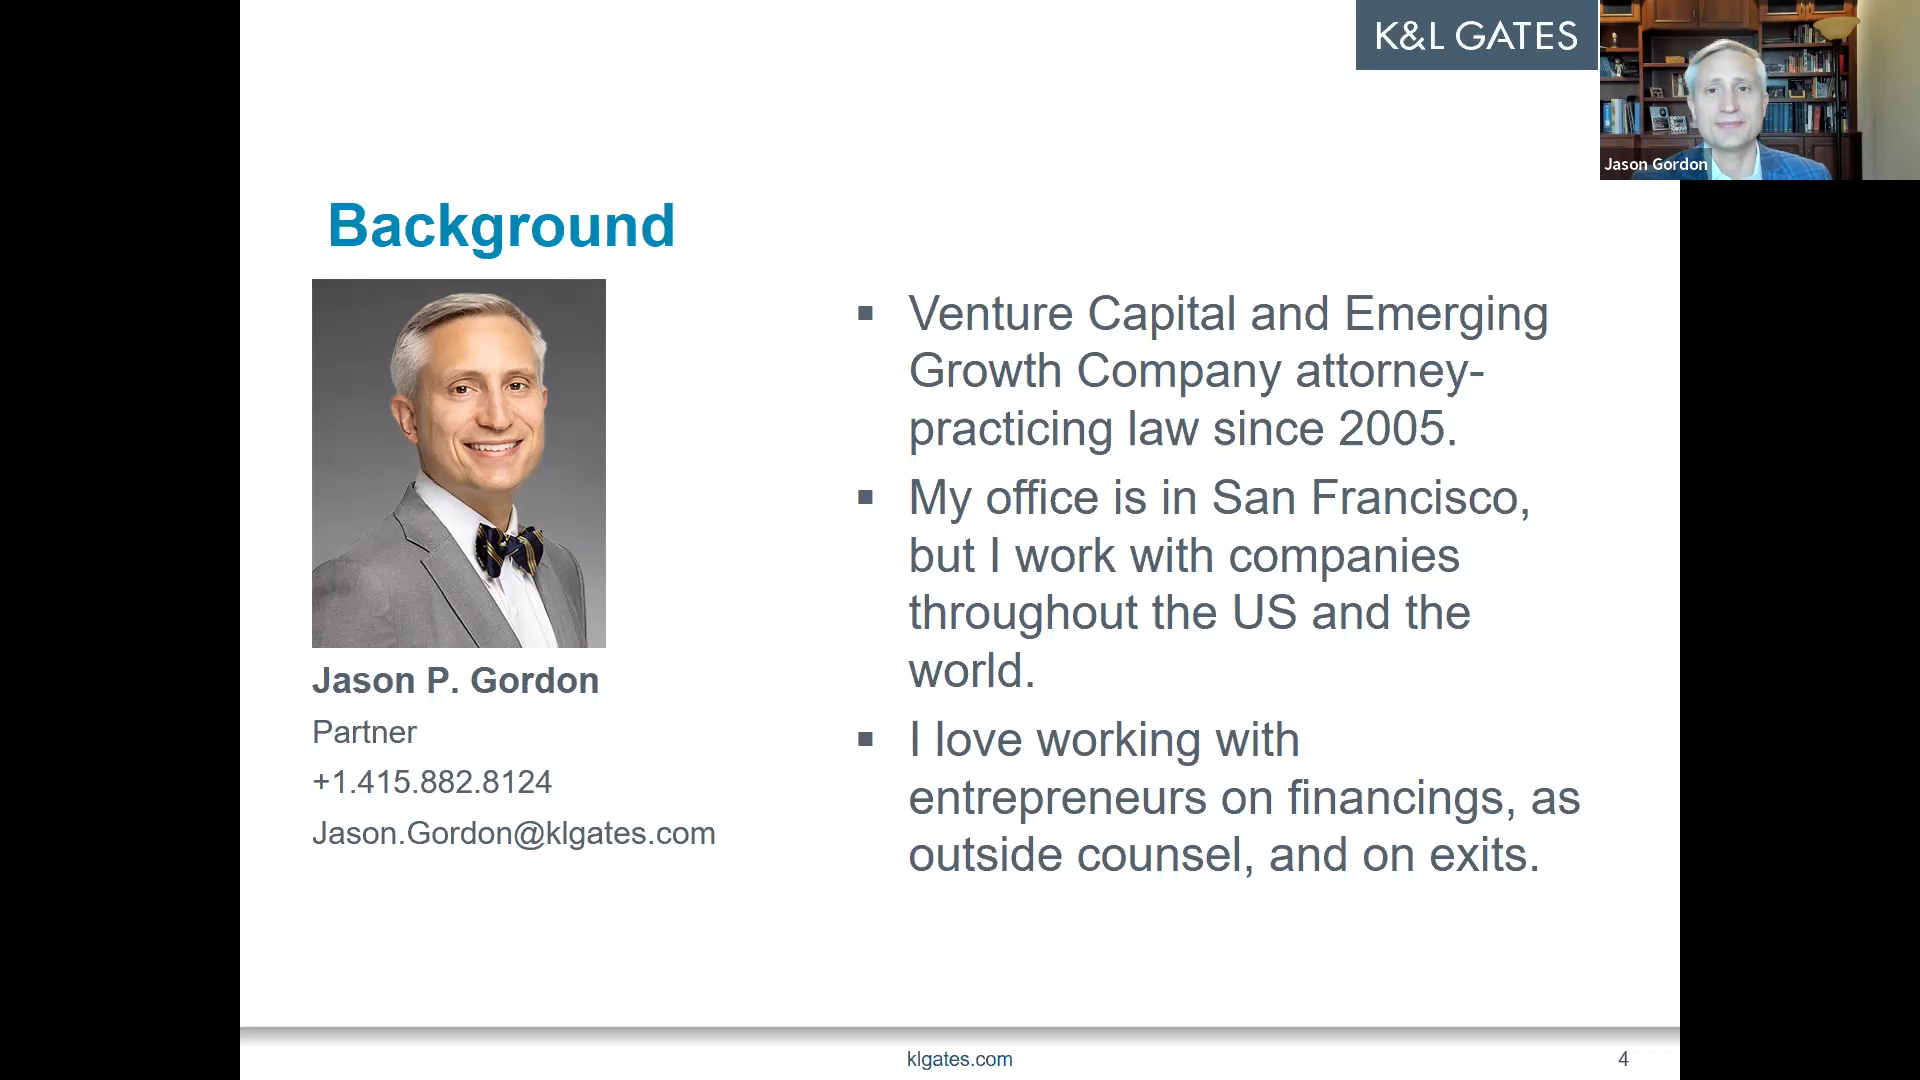 K&L GATES
Jason Gordon
Background
Jason P. Gordon
Partner
+1.415.882.8124
Jason.Gordon@klgates.com
▪ Venture Capital and Emerging
Growth Company attorney-
practicing law since 2005.
▪ My office is in San Francisco,
but I work with companies
throughout the US and the
world.
▪ I love working with
entrepreneurs on financings, as
outside counsel, and on exits.
klgates.com
4